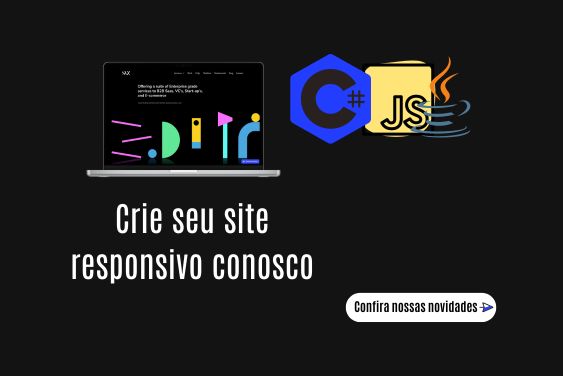 C#
JS
Offering a suite of Enterprise grade
services to B2B Saas, VC's, Start-up's,
and E-commerce
Crie seu site
responsivo conosco
Confira nossas novidades